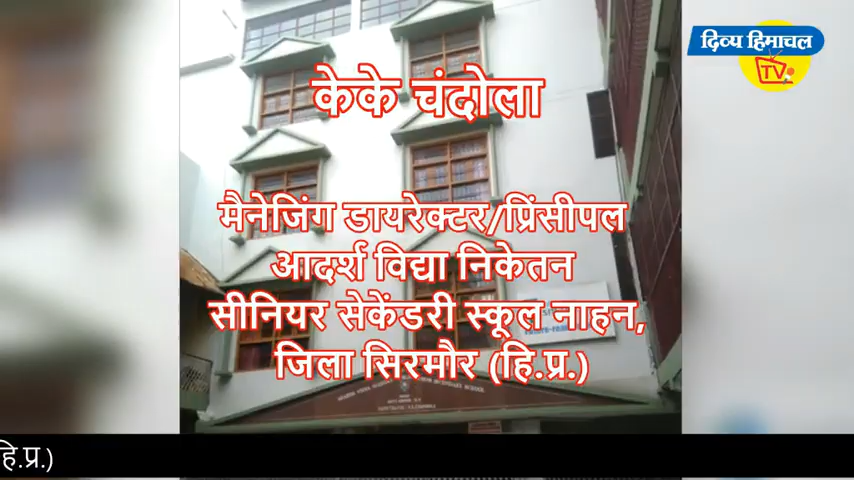 दिव्य हिमाचल
TV
केके चंदोला
मैनेजिंग डायरेक्टर/प्रिंसीपल
आदर्श विद्या निकेतन
सीनियर सेकेंडरी स्कूल नाहन,
जिला सिरमौर (हि.प्र.)
हि.प्र.)